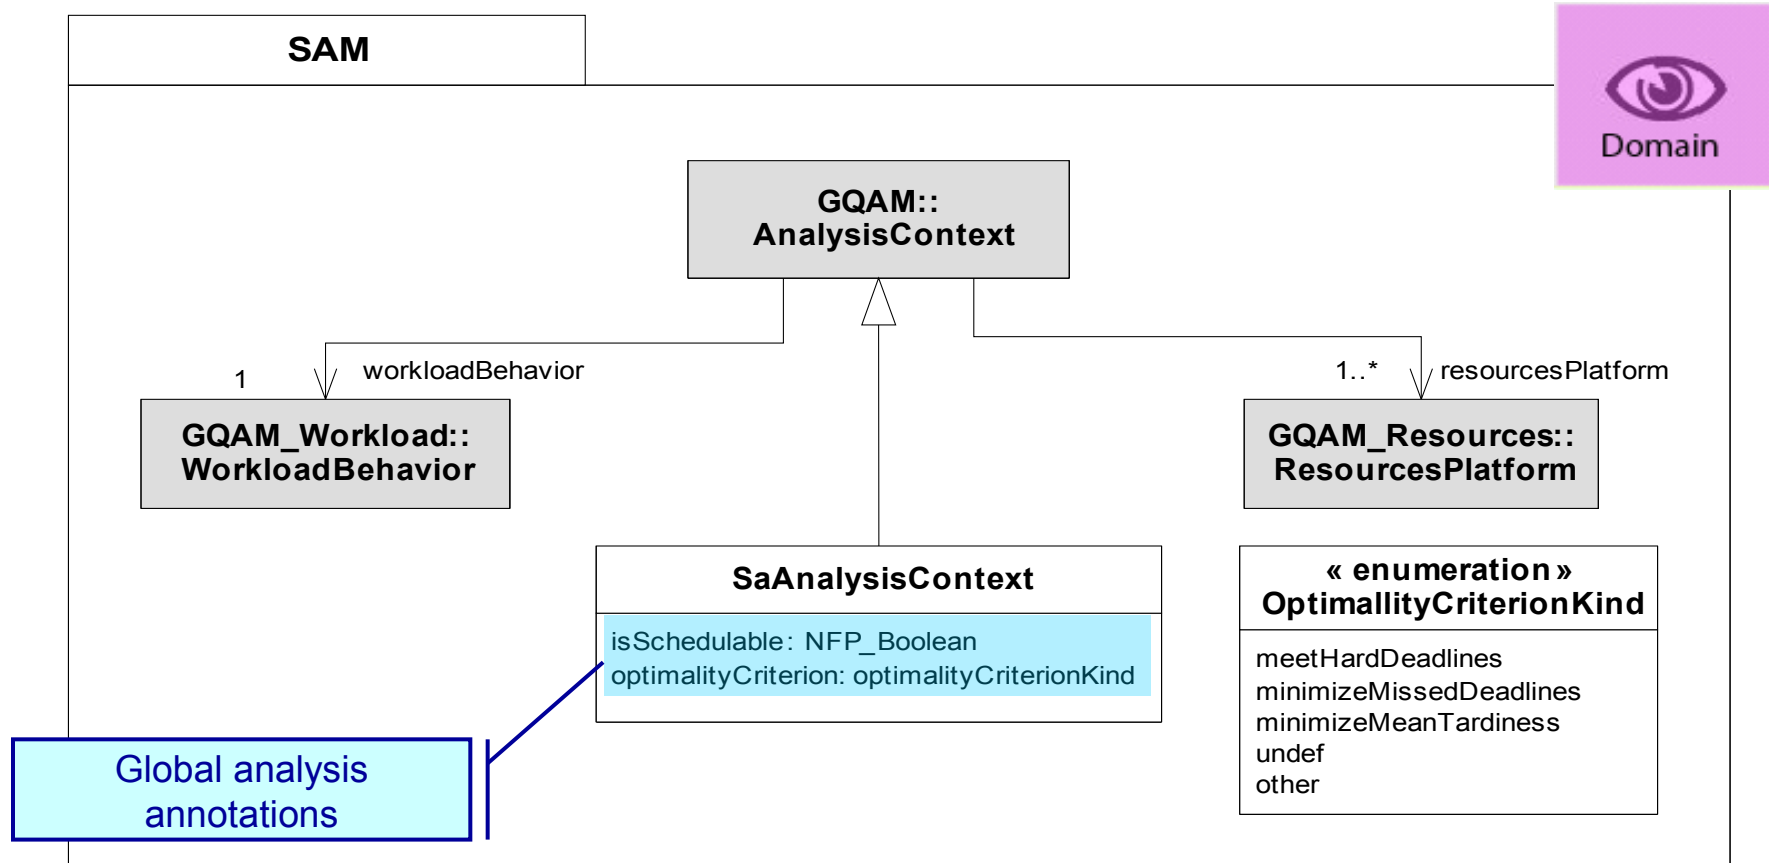 SAM
Domain
GQAM::
AnalysisContext
1
workloadBehavior
1..*
resourcesPlatform
GQAM_Workload::
WorkloadBehavior
GQAM_Resources::
ResourcesPlatform
SaAnalysisContext
isSchedulable: NFP_Boolean
optimalityCriterion: optimalityCriterionKind
« enumeration »
OptimallityCriterionKind
meetHardDeadlines
minimizeMissedDeadlines
minimizeMeanTardiness
undef
other
Global analysis
annotations